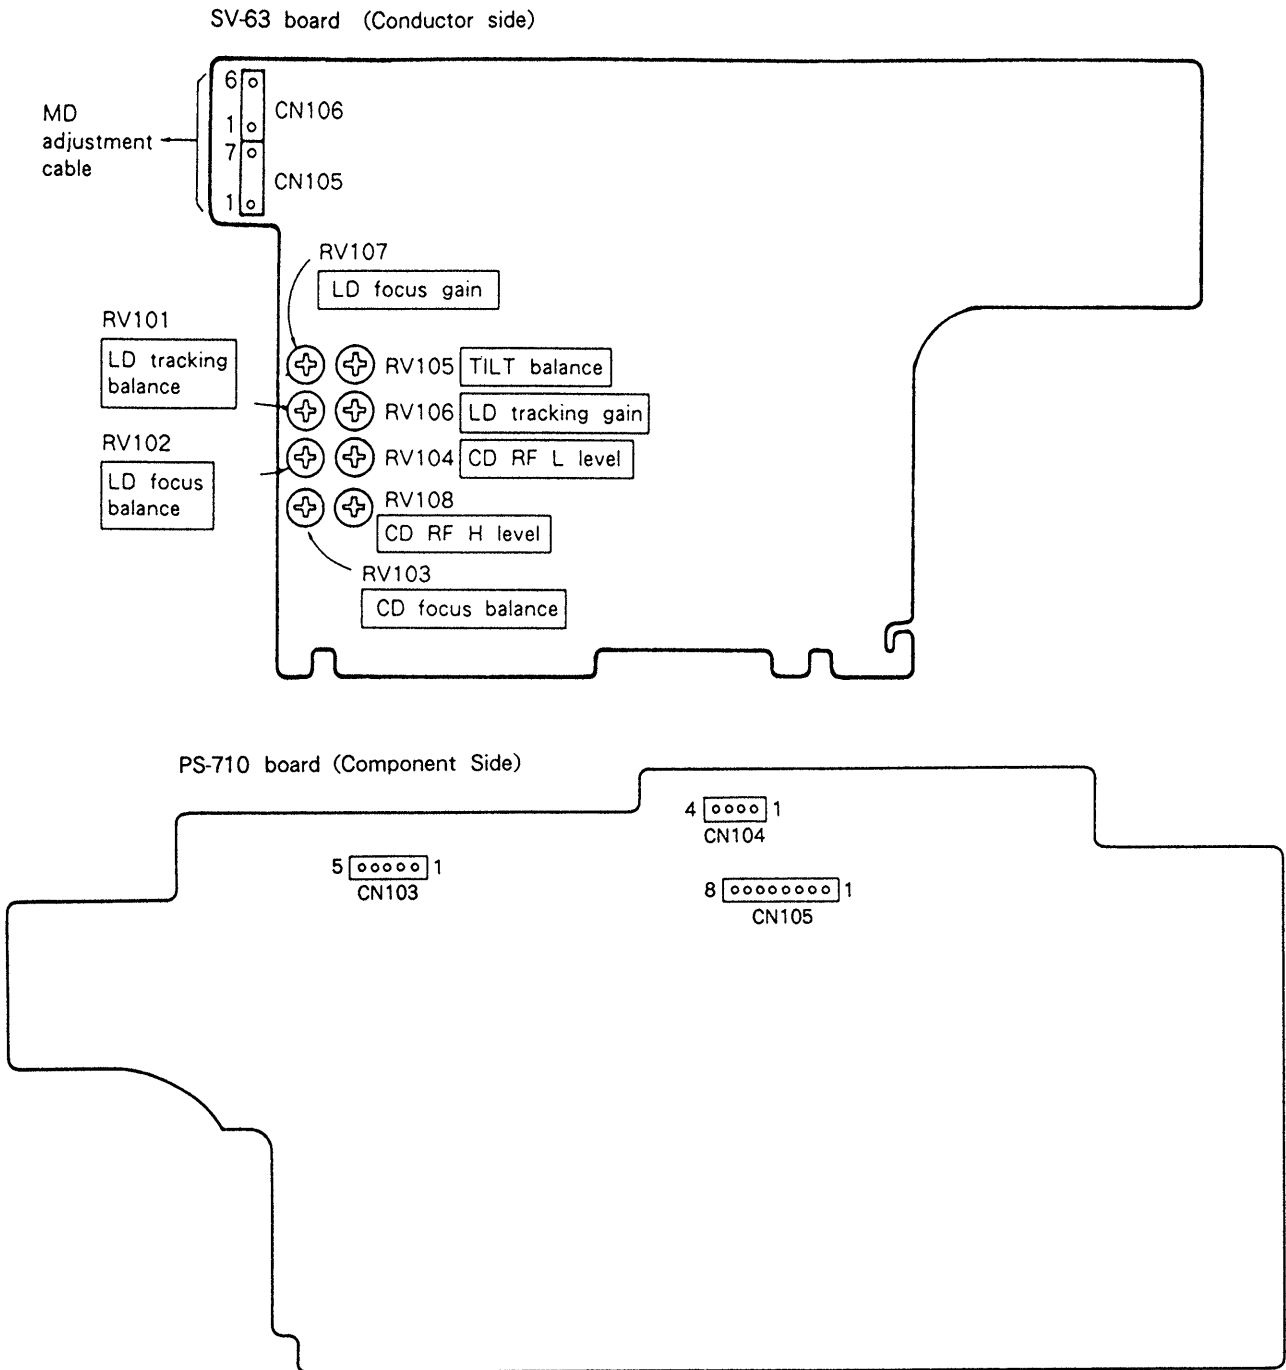 SV-63 board (Conductor side)
MD
adjustment
cable
6
1
CN106
7
1
CN105
RV107
LD focus gain
RV101
LD tracking
balance
RV105 TILT balance
RV106 LD tracking gain
RV102
LD focus
balance
RV104 CD RF L level
RV108
CD RF H level
RV103
CD focus balance
PS-710 board (Component Side)
4 1
CN104
5 1
CN103
8 1
CN105